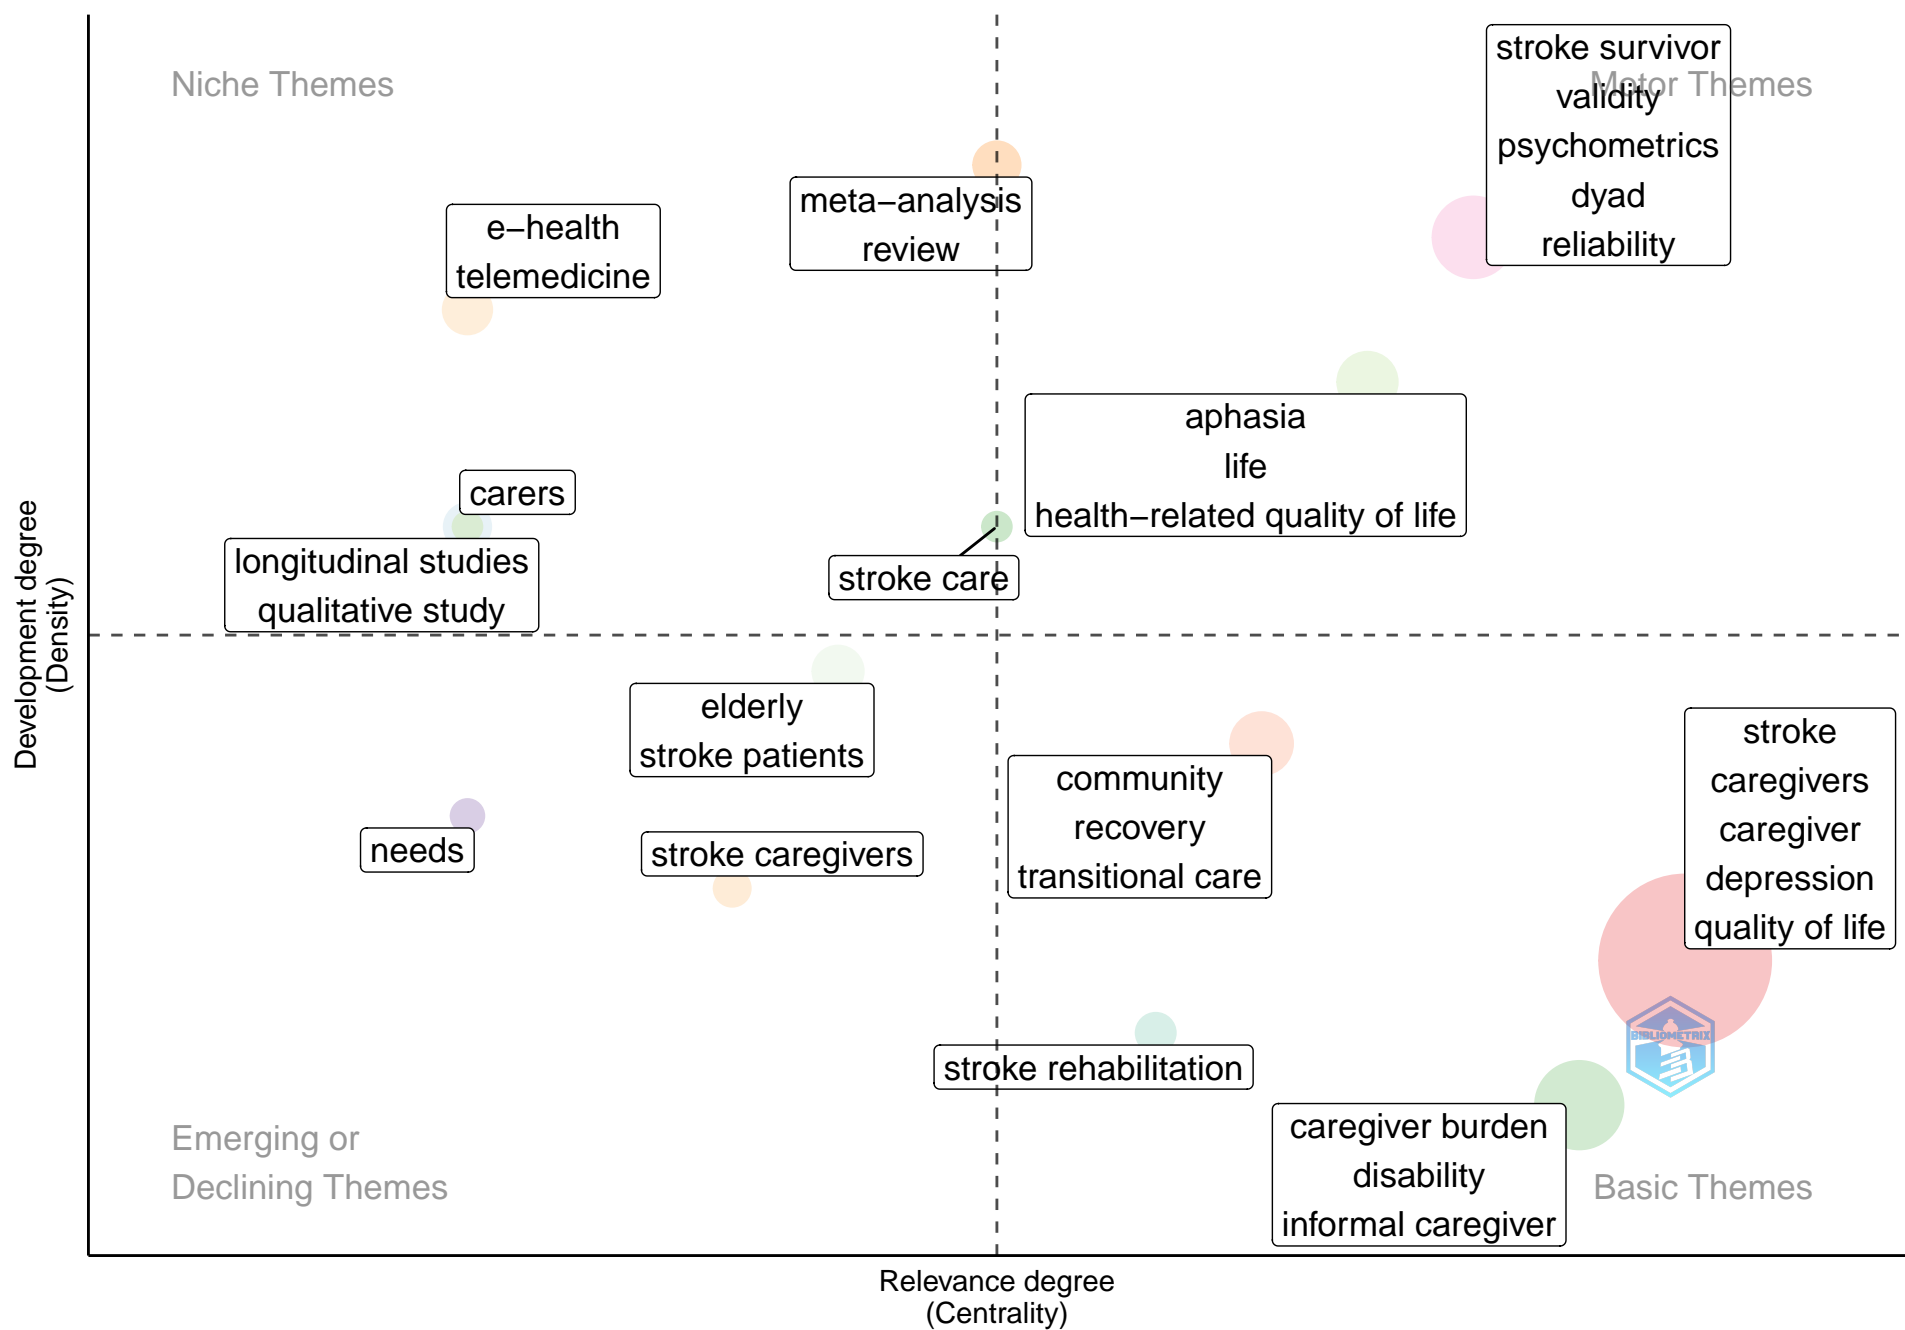 Niche Themes
Motor Themes
stroke survivor
validity
psychometrics
dyad
reliability
meta−analysis
review
e−health
telemedicine
aphasia
life
health−related quality of life
carers
longitudinal studies
qualitative study
stroke care
elderly
stroke patients
community
recovery
transitional care
stroke
caregivers
caregiver
depression
quality of life
needs
stroke caregivers
stroke rehabilitation
BIBLIOMETRIX
caregiver burden
disability
informal caregiver
Emerging or
Declining Themes
Basic Themes
Development degree
(Density)
Relevance degree
(Centrality)